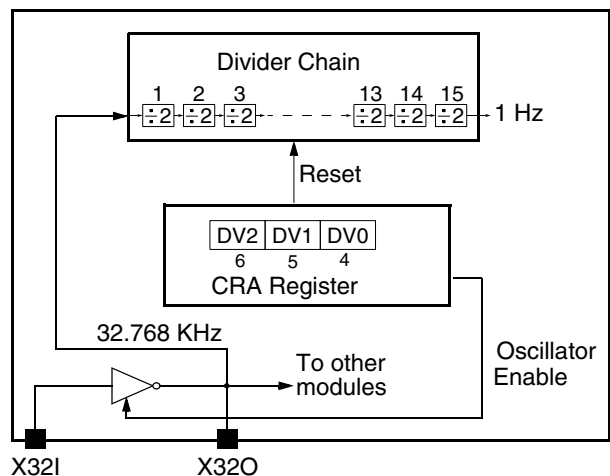 Divider Chain
1 2 3 13 14 15
÷2 ÷2 ÷2 ÷2 ÷2 ÷2 1 Hz
Reset
DV2 DV1 DV0
6 5 4
CRA Register
32.768 KHz
To other
modules
Oscillator
Enable
X32I X32O